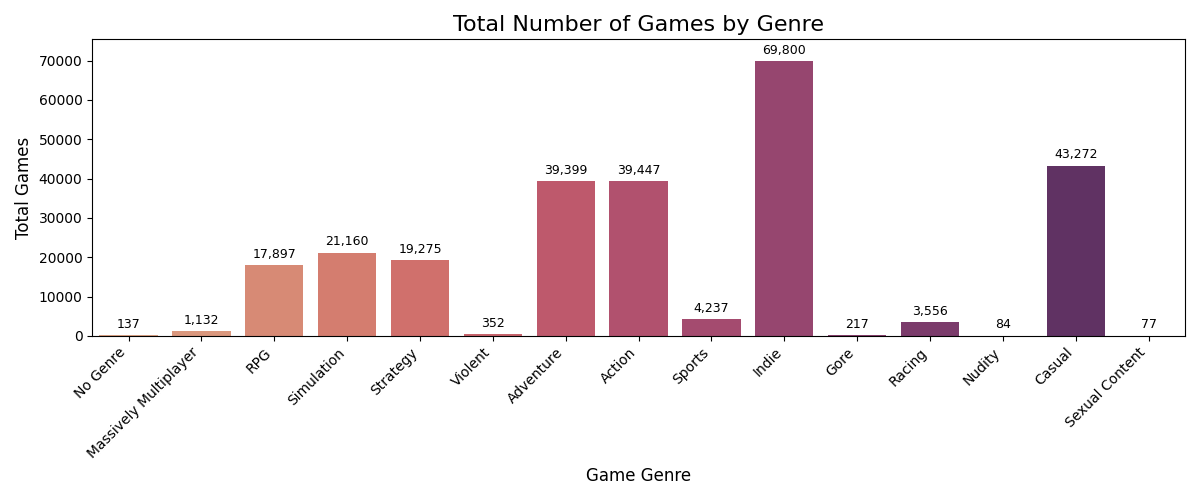 Total Number of Games by Genre
Total Games
70000
60000
50000
40000
30000
20000
10000
0
137
1,132
17,897
21,160
19,275
352
39,399
39,447
4,237
69,800
217
3,556
84
43,272
77
No Genre
Massively Multiplayer
RPG
Simulation
Strategy
Violent
Adventure
Action
Sports
Indie
Gore
Racing
Nudity
Casual
Sexual Content
Game Genre